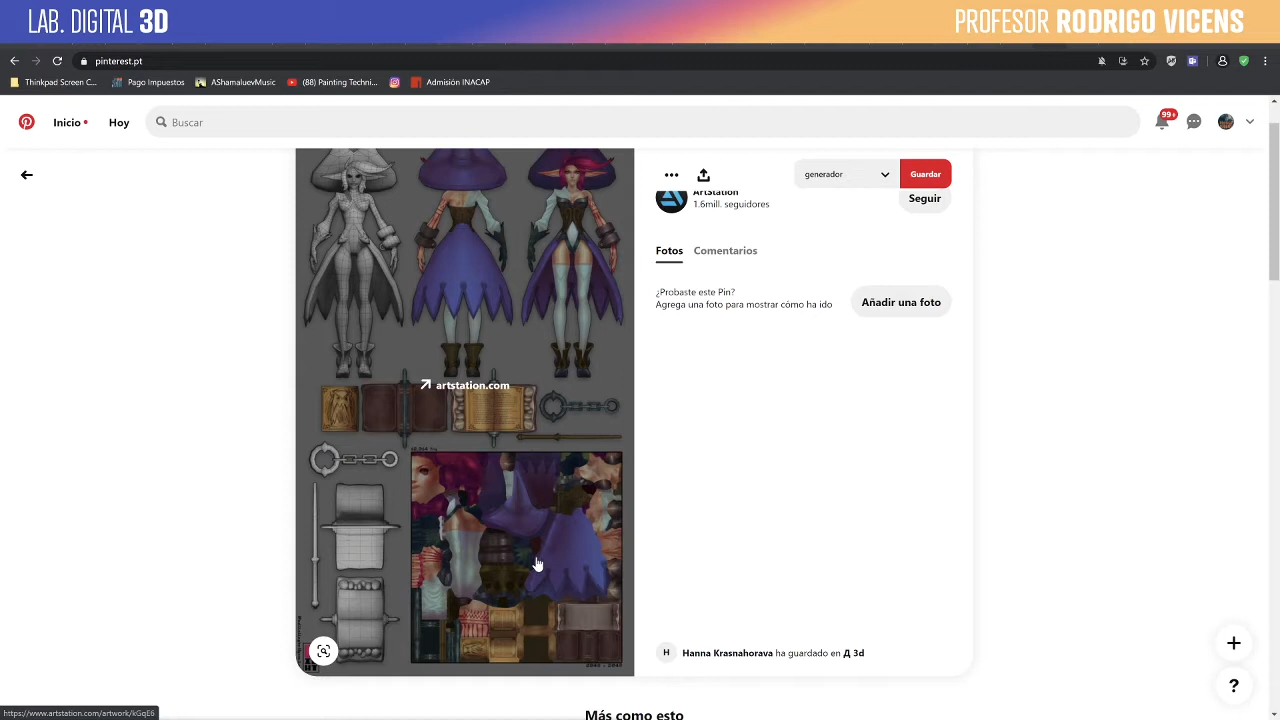 LAB. DIGITAL 3D
PROFESOR RODRIGO VICENS
pinterest.pt
Thinkpad Screen C...
Pago Impuestos
AShamaluevMusic
(88) Painting Techni...
Admisión INACAP
Inicio
Hoy
Buscar
99+
generador
Guardar
ArtStation
1.6mill. seguidores
Seguir
Fotos
Comentarios
¿Probaste este Pin?
Agrega una foto para mostrar cómo ha ido
Añadir una foto
artstation.com
H
Hanna Krasnahorava ha guardado en Д 3d
Más como esto
https://www.artstation.com/artwork/kGqE6